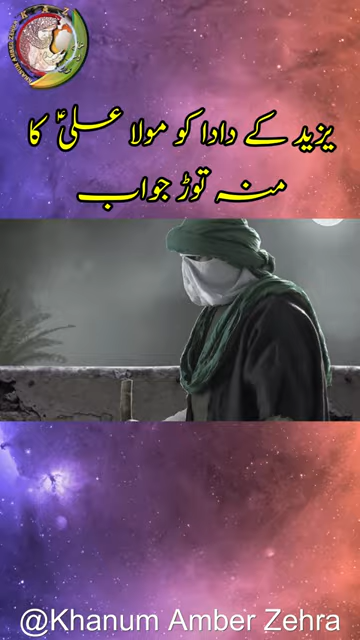 یزید کے دادا کو مولا علیؑ کا
منہ توڑ جواب
@Khanum Amber Zehra